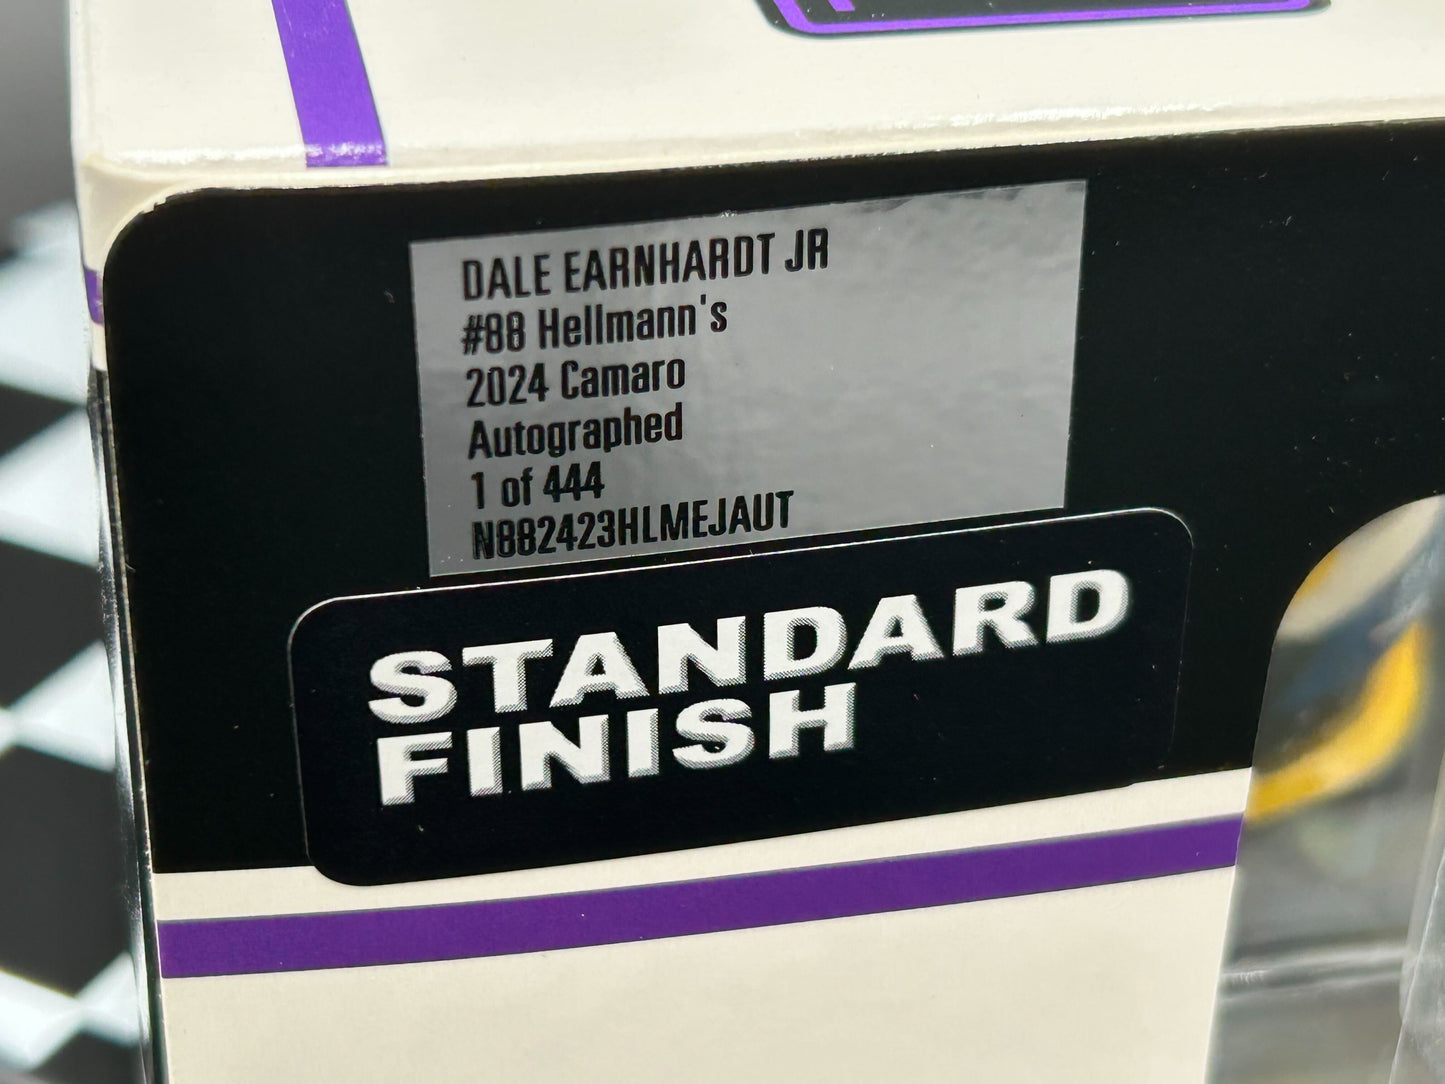 DALE EARNHARDT JR
#88 Hellmann's
2024 Camaro
Autographed
1 of 444
N882423HLMEJAUT
STANDARD
FINISH